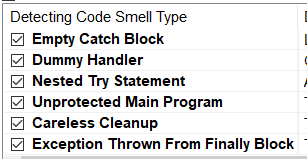 Detecting Code Smell Type
Empty Catch Block
Dummy Handler
Nested Try Statement
Unprotected Main Program
Careless Cleanup
Exception Thrown From Finally Block